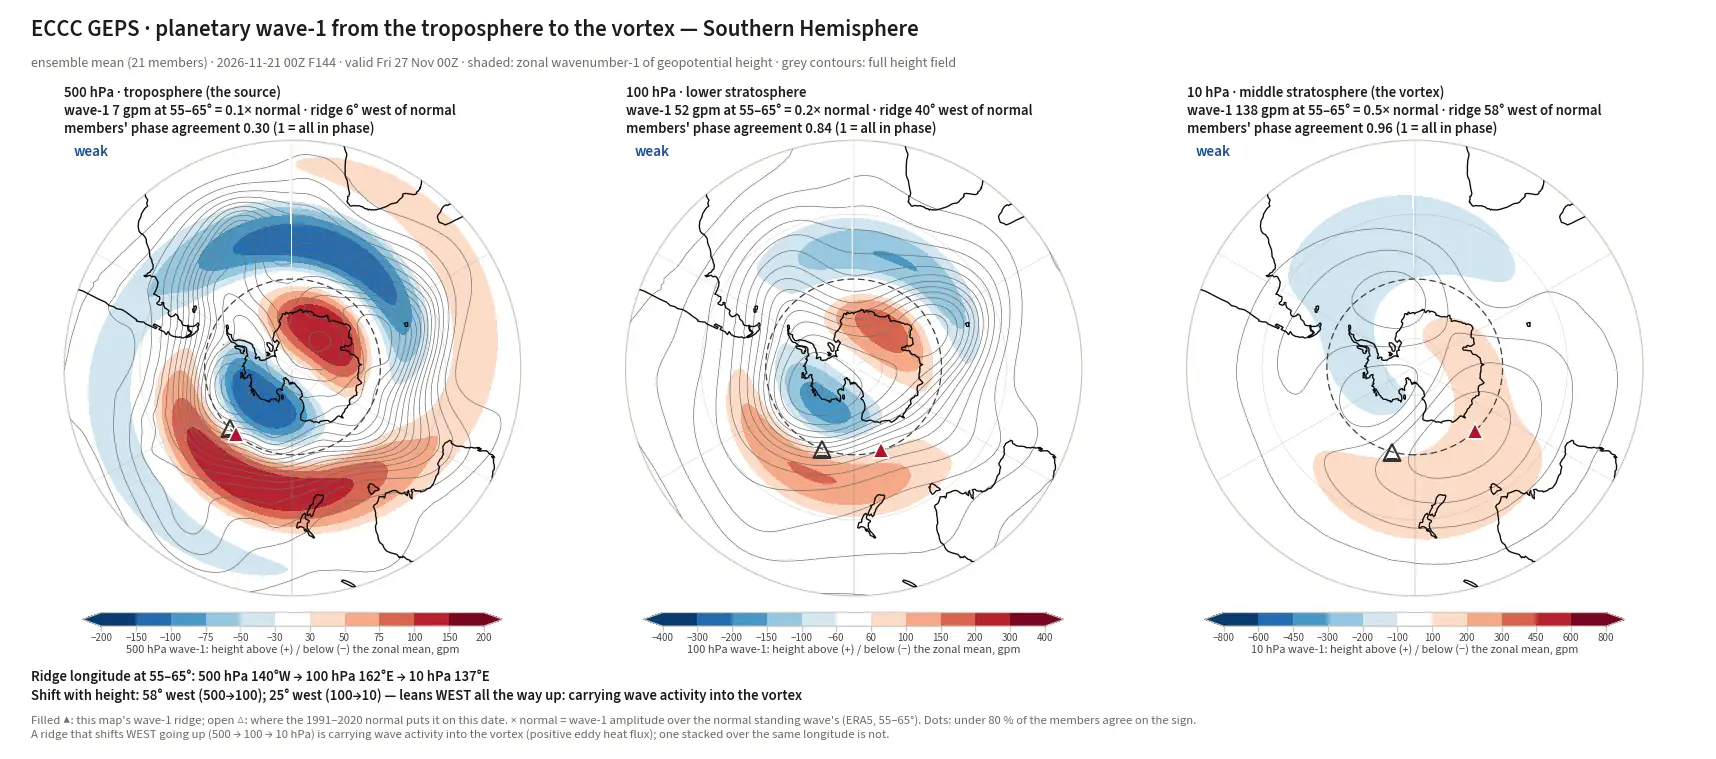 ECCC GEPS · planetary wave-1 from the troposphere to the vortex — Southern Hemisphere
ensemble mean (21 members) · 2026-11-21 00Z F144 · valid Fri 27 Nov 00Z · shaded: zonal wavenumber-1 of geopotential height · grey contours: full height field
500 hPa · troposphere (the source)
wave-1 7 gpm at 55–65° = 0.1× normal · ridge 6° west of normal
members' phase agreement 0.30 (1 = all in phase)
weak
100 hPa · lower stratosphere
wave-1 52 gpm at 55–65° = 0.2× normal · ridge 40° west of normal
members' phase agreement 0.84 (1 = all in phase)
weak
10 hPa · middle stratosphere (the vortex)
wave-1 138 gpm at 55–65° = 0.5× normal · ridge 58° west of normal
members' phase agreement 0.96 (1 = all in phase)
weak
−200 −150 −100 −75 −50 −30 30 50 75 100 150 200
500 hPa wave-1: height above (+) / below (−) the zonal mean, gpm
−400 −300 −200 −150 −100 −60 60 100 150 200 300 400
100 hPa wave-1: height above (+) / below (−) the zonal mean, gpm
−800 −600 −450 −300 −200 −100 100 200 300 450 600 800
10 hPa wave-1: height above (+) / below (−) the zonal mean, gpm
Ridge longitude at 55–65°: 500 hPa 140°W → 100 hPa 162°E → 10 hPa 137°E
Shift with height: 58° west (500→100); 25° west (100→10) — leans WEST all the way up: carrying wave activity into the vortex
Filled ▲: this map's wave-1 ridge; open △: where the 1991–2020 normal puts it on this date. × normal = wave-1 amplitude over the normal standing wave's (ERA5, 55–65°). Dots: under 80 % of the members agree on the sign.
A ridge that shifts WEST going up (500 → 100 → 10 hPa) is carrying wave activity into the vortex (positive eddy heat flux); one stacked over the same longitude is not.